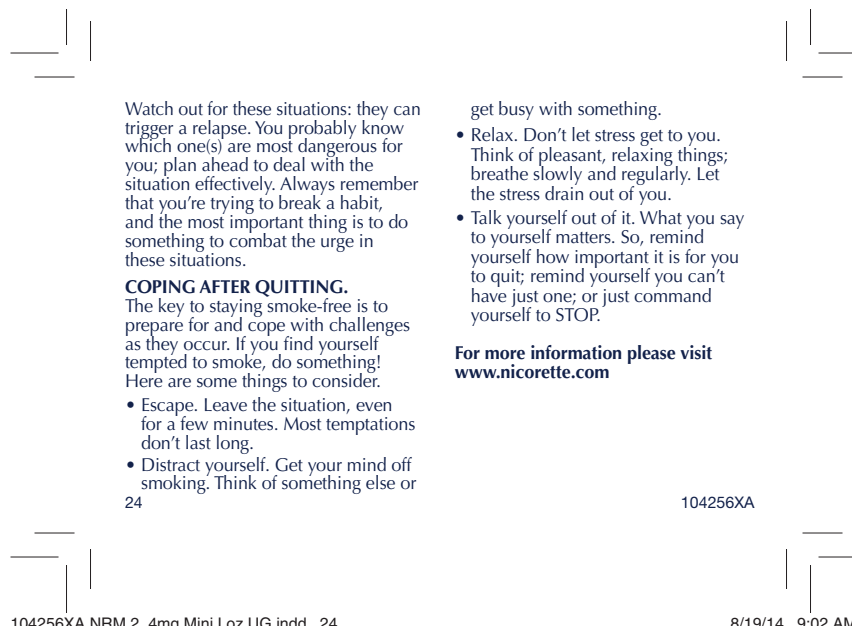 Watch out for these situations: they can
trigger a relapse. You probably know
which one(s) are most dangerous for
you; plan ahead to deal with the
situation effectively. Always remember
that you’re trying to break a habit,
and the most important thing is to do
something to combat the urge in
these situations.
COPING AFTER QUITTING.
The key to staying smoke-free is to
prepare for and cope with challenges
as they occur. If you find yourself
tempted to smoke, do something!
Here are some things to consider.
• Escape. Leave the situation, even
for a few minutes. Most temptations
don’t last long.
• Distract yourself. Get your mind off
smoking. Think of something else or
get busy with something.
• Relax. Don’t let stress get to you.
Think of pleasant, relaxing things;
breathe slowly and regularly. Let
the stress drain out of you.
• Talk yourself out of it. What you say
to yourself matters. So, remind
yourself how important it is for you
to quit; remind yourself you can’t
have just one; or just command
yourself to STOP.
For more information please visit
www.nicorette.com
24
104256XA
104256XA NRM 2_4mg Mini Loz UG.indd 24
8/19/14 9:02 AM